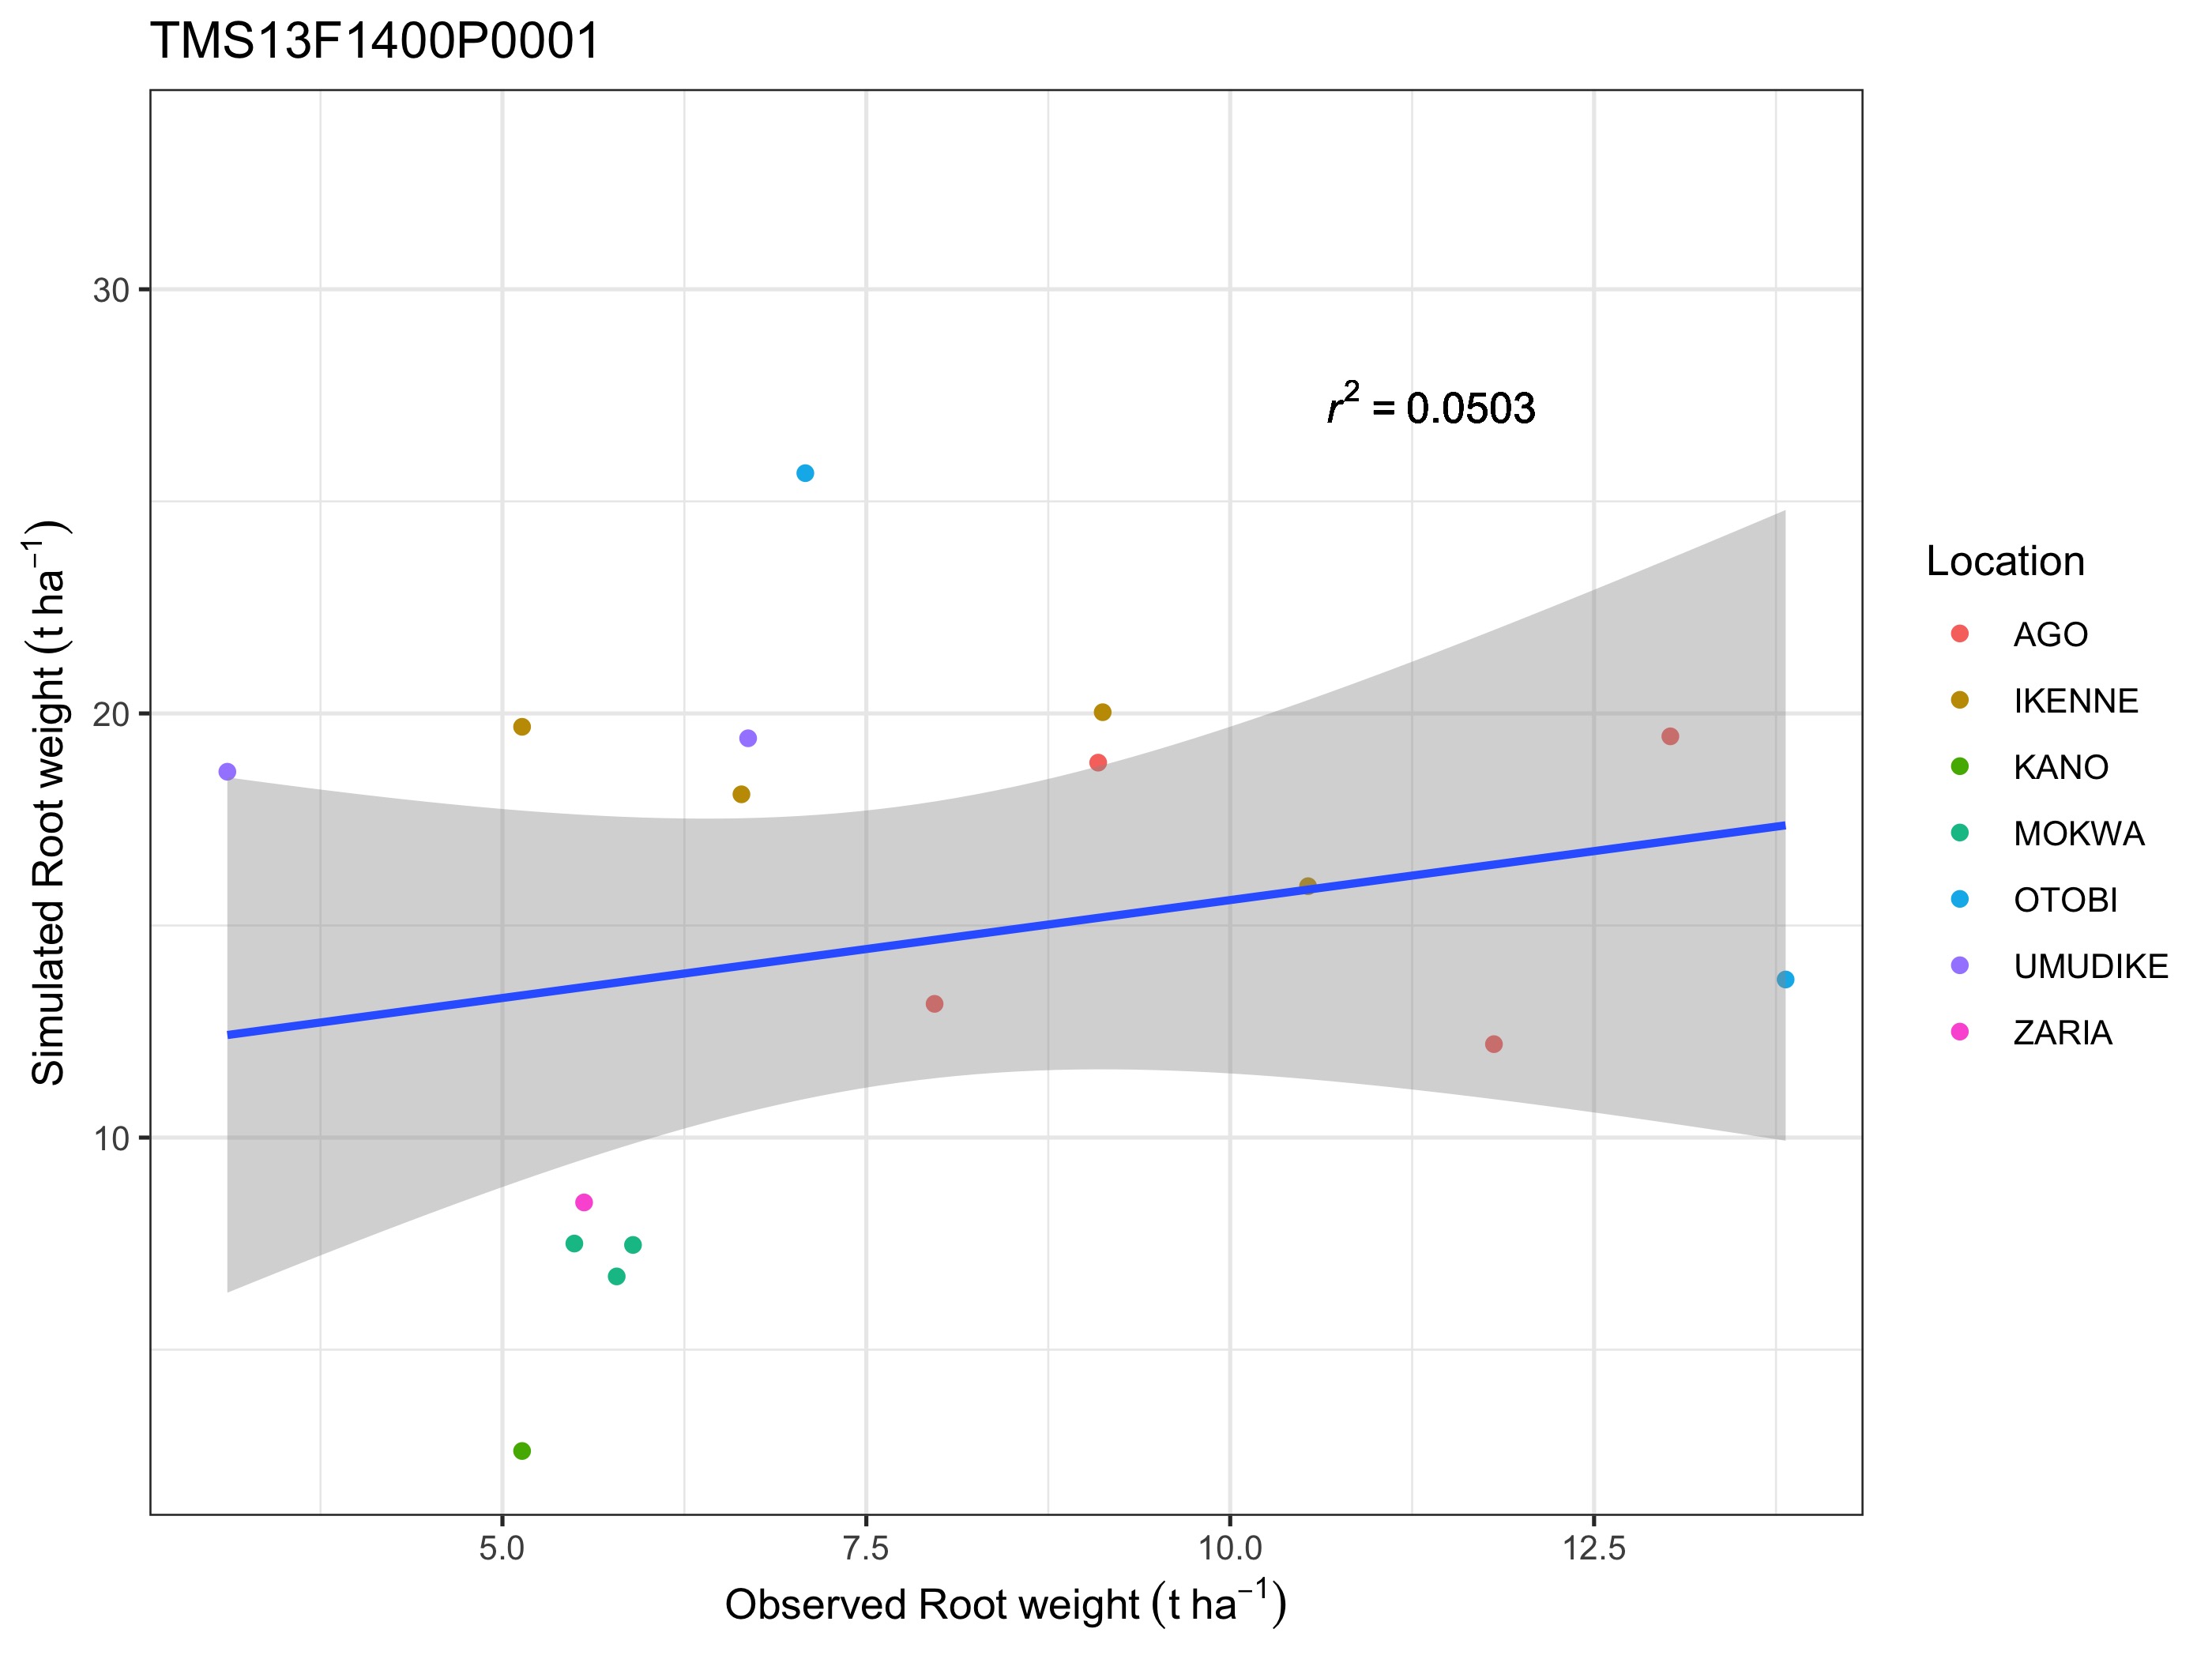 TMS13F1400P0001
30
20
10
r² = 0.0503
Simulated Root weight (t ha⁻¹)
5.0
7.5
10.0
12.5
Observed Root weight (t ha⁻¹)
Location
AGO
IKENNE
KANO
MOKWA
OTOBI
UMUDIKE
ZARIA